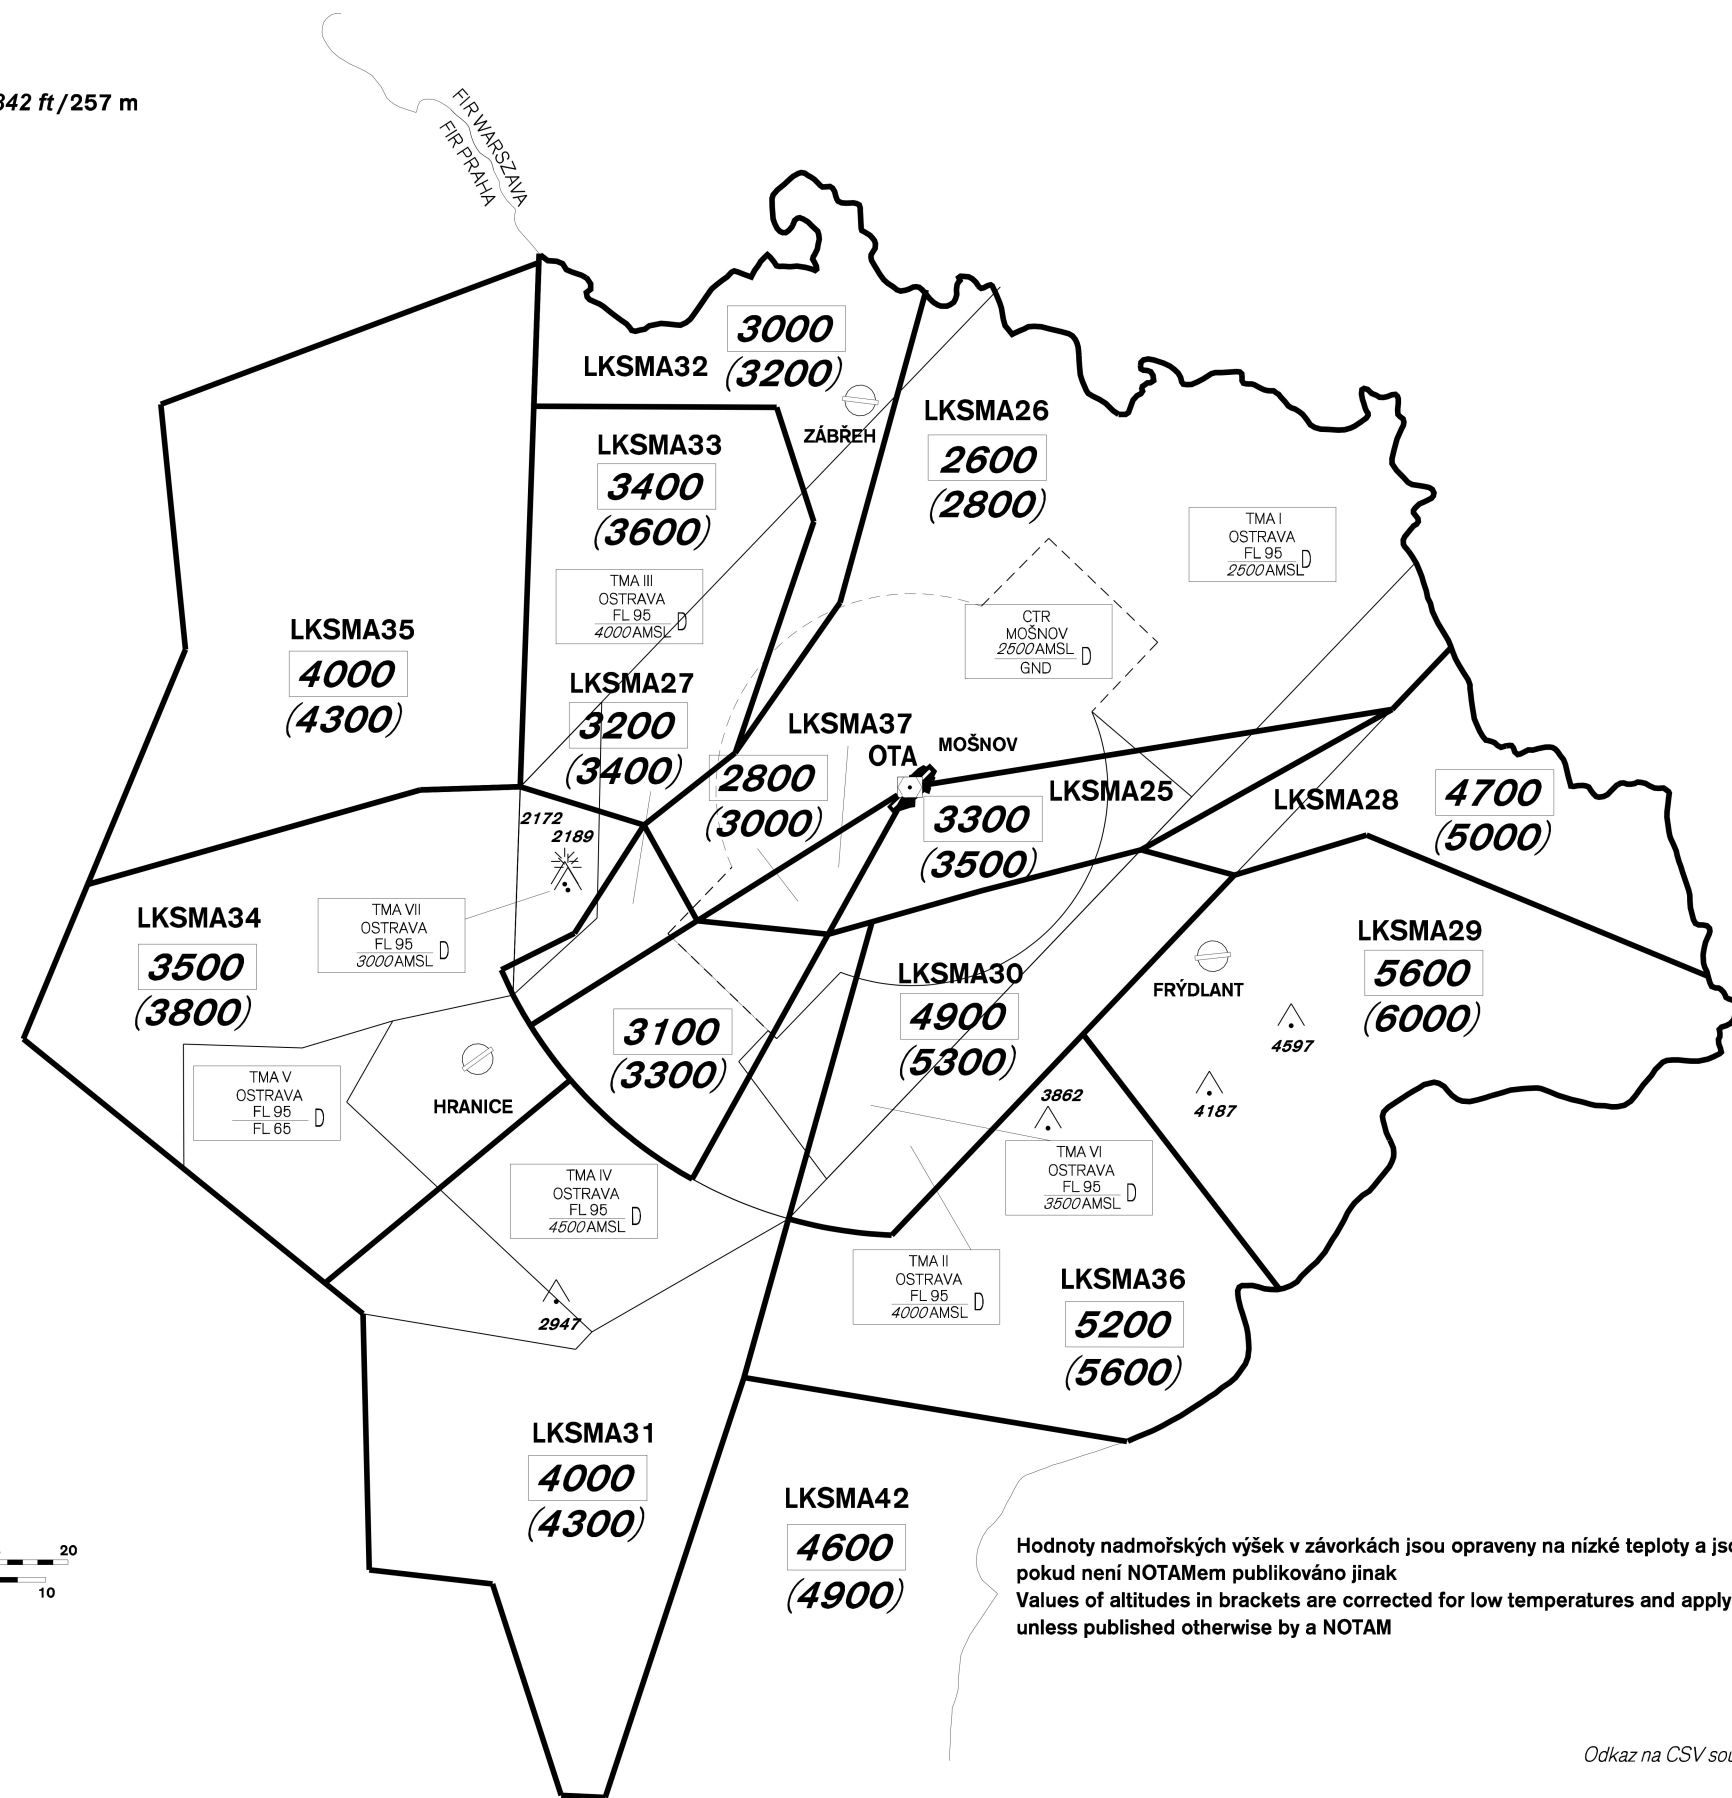 842 ft/257 m
FIR WARSZAVA
FIR PRAHA
3000
(3200)
LKSMA32
ZÁBŘEH
LKSMA26
2600
(2800)
LKSMA33
3400
(3600)
TMA I
OSTRAVA
FL 95
2500 AMSL
D
TMA III
OSTRAVA
FL 95
4000 AMSL
D
CTR
MOŠNOV
2500 AMSL
GND
D
LKSMA35
4000
(4300)
LKSMA27
3200
(3400)
LKSMA37
2800
(3000)
OTA
MOŠNOV
LKSMA25
3300
(3500)
LKSMA28
4700
(5000)
2172
2189
LKSMA34
3500
(3800)
TMA VII
OSTRAVA
FL 95
3000 AMSL
D
LKSMA29
5600
(6000)
LKSMA30
4900
(5300)
FRÝDLANT
4597
4187
3862
3100
(3300)
HRANICE
TMA V
OSTRAVA
FL 95
FL 65
D
TMA IV
OSTRAVA
FL 95
4500 AMSL
D
TMA VI
OSTRAVA
FL 95
3500 AMSL
D
TMA II
OSTRAVA
FL 95
4000 AMSL
D
2947
LKSMA36
5200
(5600)
LKSMA31
4000
(4300)
LKSMA42
4600
(4900)
20
10
Hodnoty nadmořských výšek v závorkách jsou opraveny na nízké teploty a
pokud není NOTAMem publikováno jinak
Values of altitudes in brackets are corrected for low temperatures and apply
unless published otherwise by a NOTAM
Odkaz na CSV